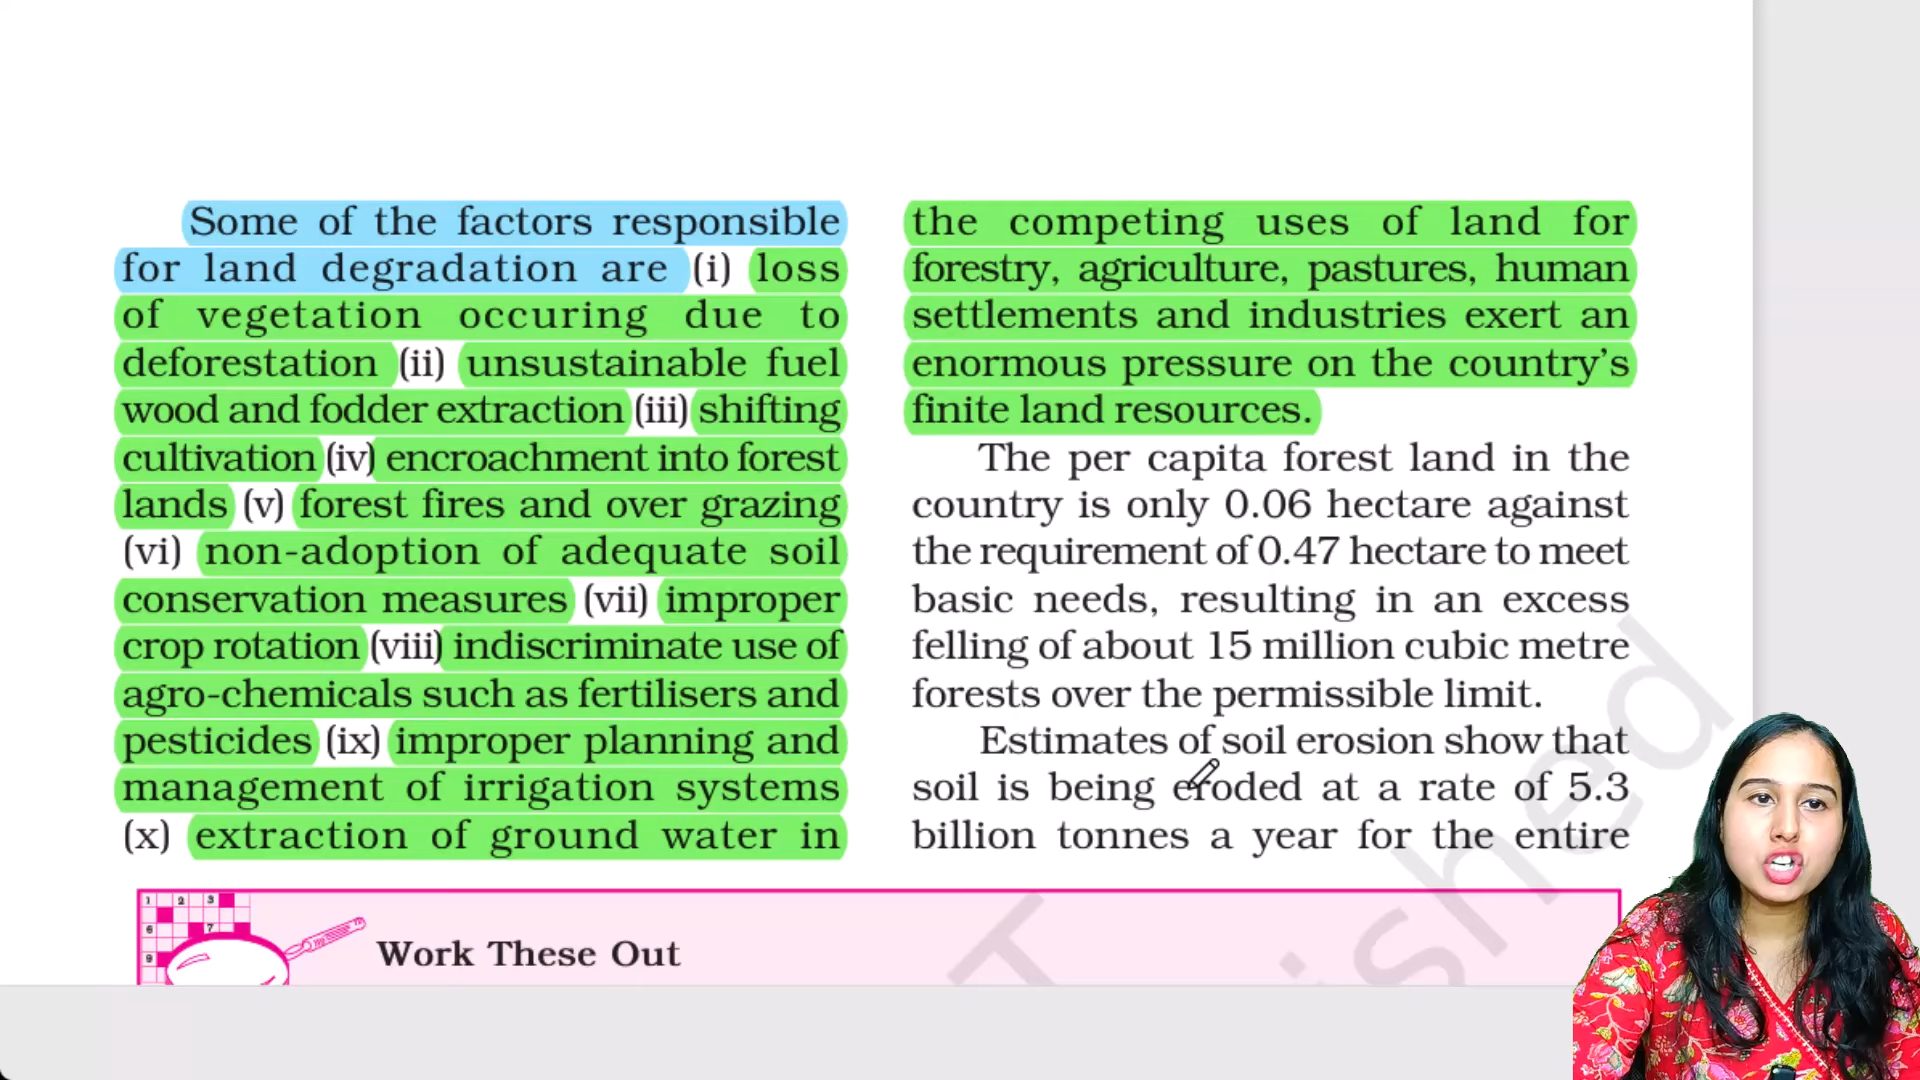 Some of the factors responsible
for land degradation are (i) loss
of vegetation occuring due to
deforestation (ii) unsustainable fuel
wood and fodder extraction (iii) shifting
cultivation (iv) encroachment into forest
lands (v) forest fires and over grazing
(vi) non-adoption of adequate soil
conservation measures (vii) improper
crop rotation (viii) indiscriminate use of
agro-chemicals such as fertilisers and
pesticides (ix) improper planning and
management of irrigation systems
(x) extraction of ground water in
the competing uses of land for
forestry, agriculture, pastures, human
settlements and industries exert an
enormous pressure on the country’s
finite land resources.
The per capita forest land in the
country is only 0.06 hectare against
the requirement of 0.47 hectare to meet
basic needs, resulting in an excess
felling of about 15 million cubic metre
forests over the permissible limit.
Estimates of soil erosion show that
soil is being eroded at a rate of 5.3
billion tonnes a year for the entire
1 2 3
6 7
9
Work These Out